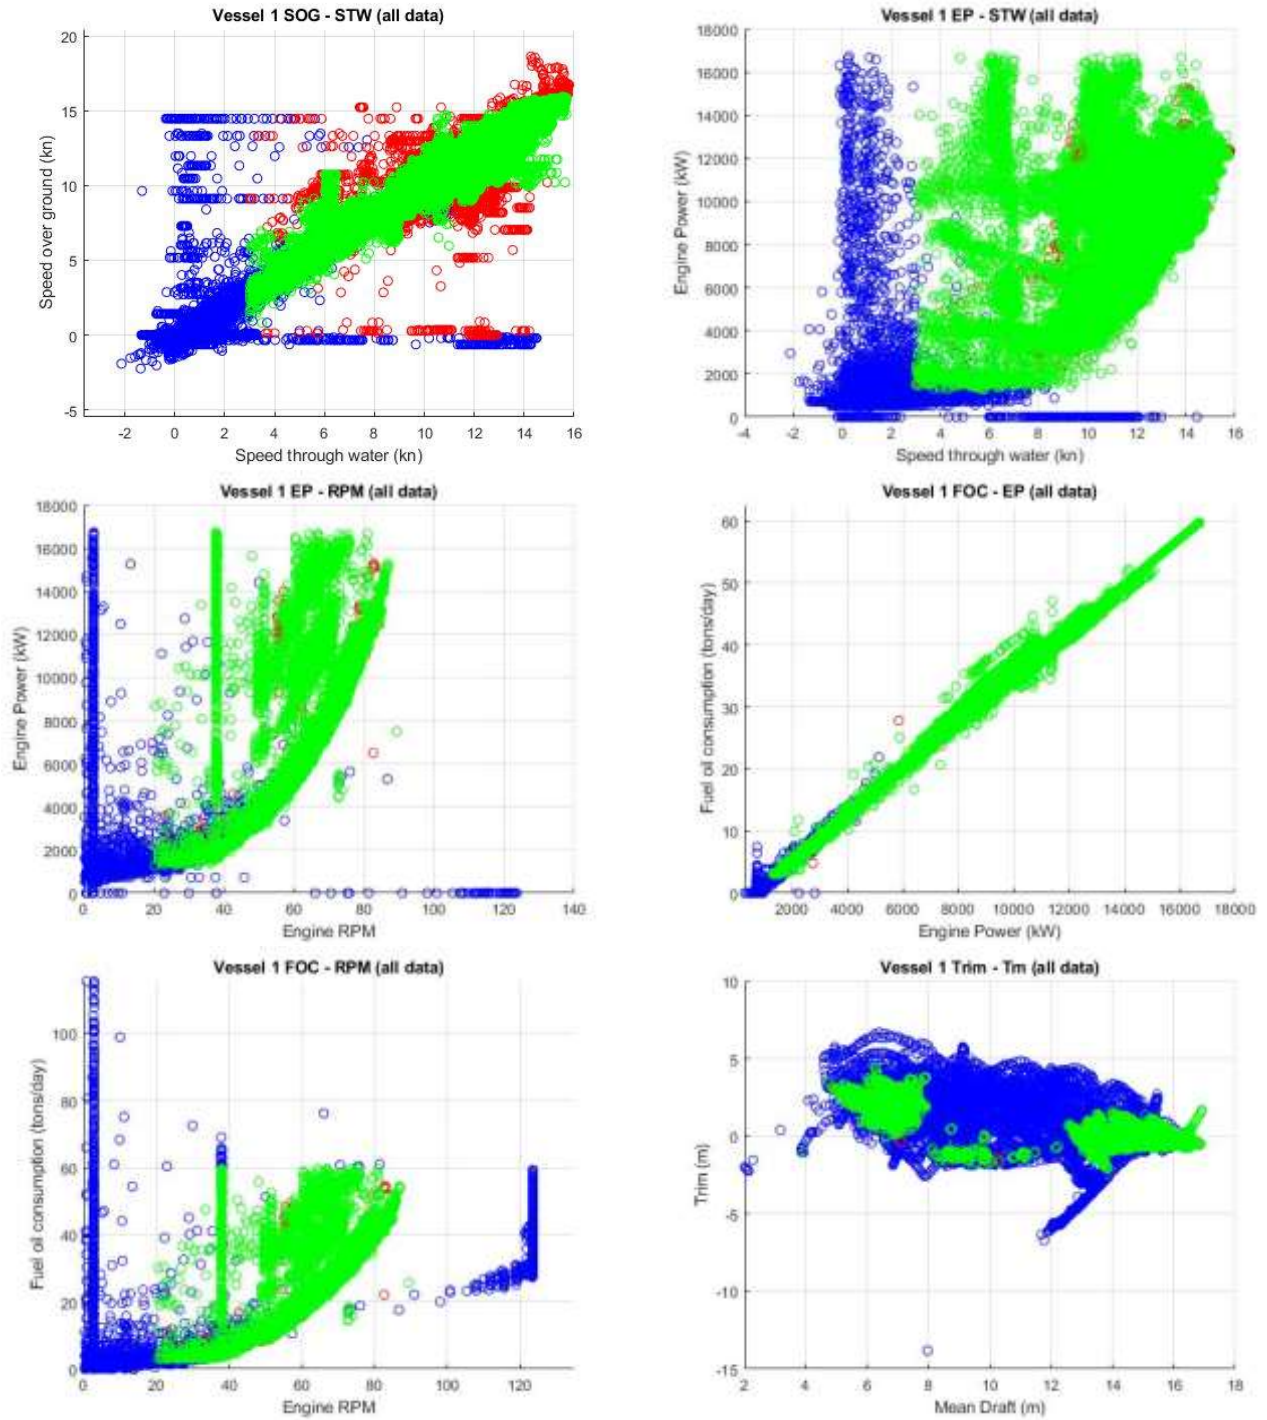 Vessel 1 SOG - STW (all data)
20
15
10
5
0
-5
Speed over ground (kn)
-2 0 2 4 6 8 10 12 14 16
Speed through water (kn)
Vessel 1 EP - STW (all data)
18000
16000
14000
12000
10000
8000
6000
4000
2000
0
Engine Power (kW)
-4 -2 0 2 4 6 8 10 12 14 16
Speed through water (kn)
Vessel 1 EP - RPM (all data)
18000
16000
14000
12000
10000
8000
6000
4000
2000
0
Engine Power (kW)
0 20 40 60 80 100 120 140
Engine RPM
Vessel 1 FOC - EP (all data)
60
50
40
30
20
10
0
Fuel oil consumption (tons/day)
2000 4000 6000 8000 10000 12000 14000 16000 18000
Engine Power (kW)
Vessel 1 FOC - RPM (all data)
100
80
60
40
20
0
Fuel oil consumption (tons/day)
0 20 40 60 80 100 120
Engine RPM
Vessel 1 Trim - Tm (all data)
10
5
0
-5
-10
-15
Trim (m)
2 4 6 8 10 12 14 16 18
Mean Draft (m)